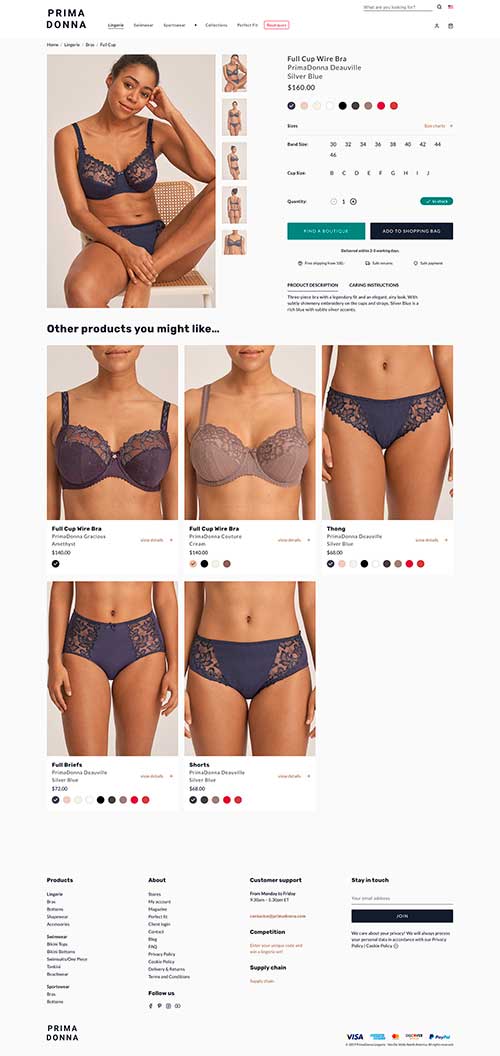 PRIMA
DONNA
What are you looking for?
Lingerie Swimwear Sportswear Collections Perfect Fit Boutiques
Home / Lingerie / Bras / Full Cup
Full Cup Wire Bra
PrimaDonna Deauville
Silver Blue
$160.00
Sizes Size charts
Band Size: 30 32 34 36 38 40 42 44
46
Cup Size: B C D E F G H I J
Quantity: 1 In stock
FIND A BOUTIQUE ADD TO SHOPPING BAG
Delivered within 3-5 working days.
Free shipping from 100,- Safe returns Safe payment
PRODUCT DESCRIPTION CARING INSTRUCTIONS
Three-piece bra with a legendary fit and an elegant, airy look. With
subtly shimmery embroidery on the cups and straps. Silver Blue is a
rich blue with subtle silver accents.
Other products you might like...
Full Cup Wire Bra
PrimaDonna Gracious
Amethyst
view details
$140.00
Full Cup Wire Bra
PrimaDonna Couture
Cream
view details
$140.00
Thong
PrimaDonna Deauville
Silver Blue
view details
$68.00
Full Briefs
PrimaDonna Deauville
Silver Blue
view details
$72.00
Shorts
PrimaDonna Deauville
Silver Blue
view details
$68.00
Products
Lingerie
Bras
Bottoms
Shapewear
Accessories
Swimwear
Bikini Tops
Bikini Bottoms
Swimsuits/One Piece
Tankini
Beachwear
Sportswear
Bras
Bottoms
About
Stores
My account
Magazine
Perfect fit
Client login
Contact
Blog
FAQ
Privacy Policy
Cookie Policy
Delivery & Returns
Terms and Conditions
Follow us
Customer support
From Monday to Friday
9.30am - 5.30pm ET
contactus@primadonna.com
Competition
Enter your unique code and
win a lingerie set!
Supply chain
Supply chain
Stay in touch
Your email address
JOIN
We care about your privacy! We will always process
your personal data in accordance with our Privacy
Policy | Cookie Policy
PRIMA
DONNA
VISA AMERICAN EXPRESS DISCOVER PayPal